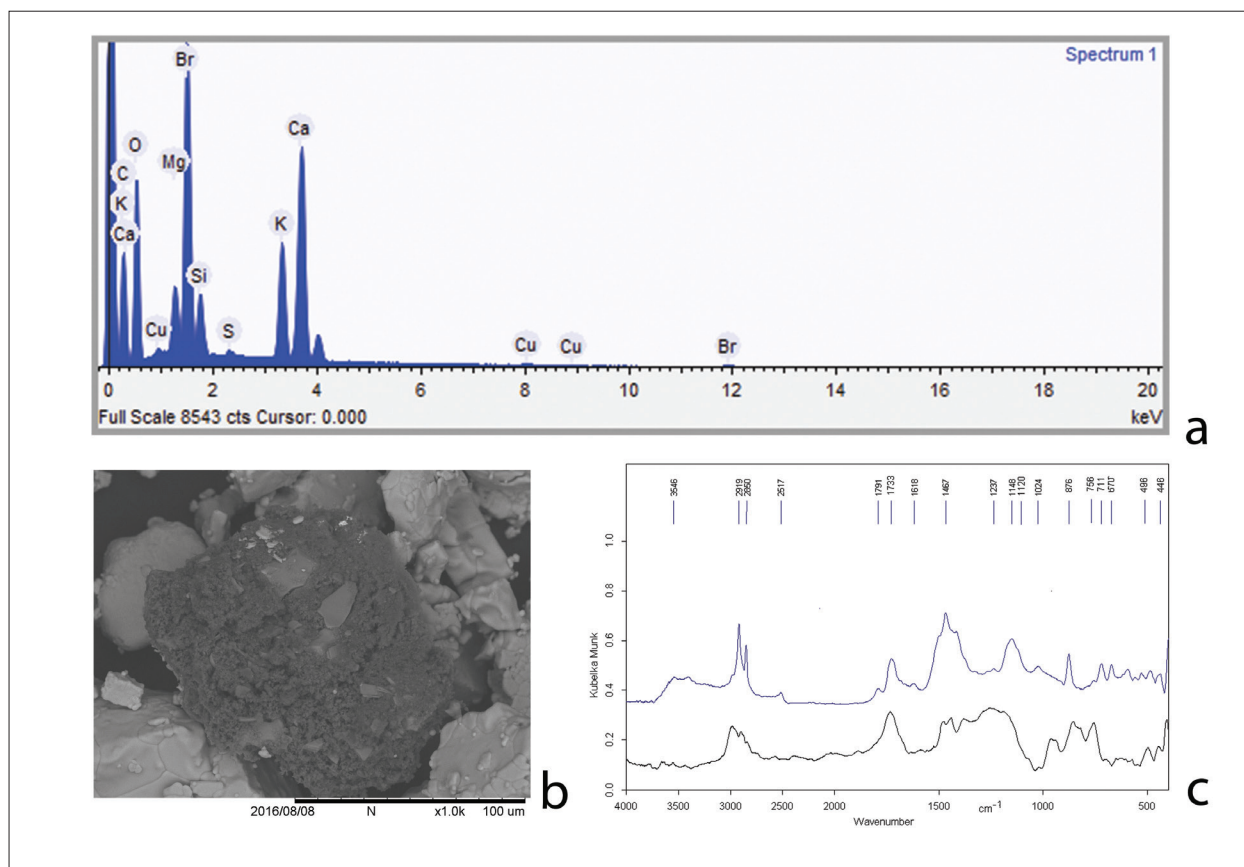 Spectrum 1
Br
Ca
O
Mg
C
K
K
Ca
Si
Cu
S
Cu
Cu
Br
0 2 4 6 8 10 12 14 16 18 20
Full Scale 8543 cts Cursor: 0.000
keV
a
2016/08/08 N x1.0k 100 um
b
3546 2919 2850 2517 1791 1733 1618 1467 1237 1148 1120 1024 876 756 711 670 496 446
1.0
0.8
0.6
0.4
0.2
0.0
Kubelka Munk
4000 3500 3000 2500 2000 1500 cm⁻¹ 1000 500
Wavenumber
c